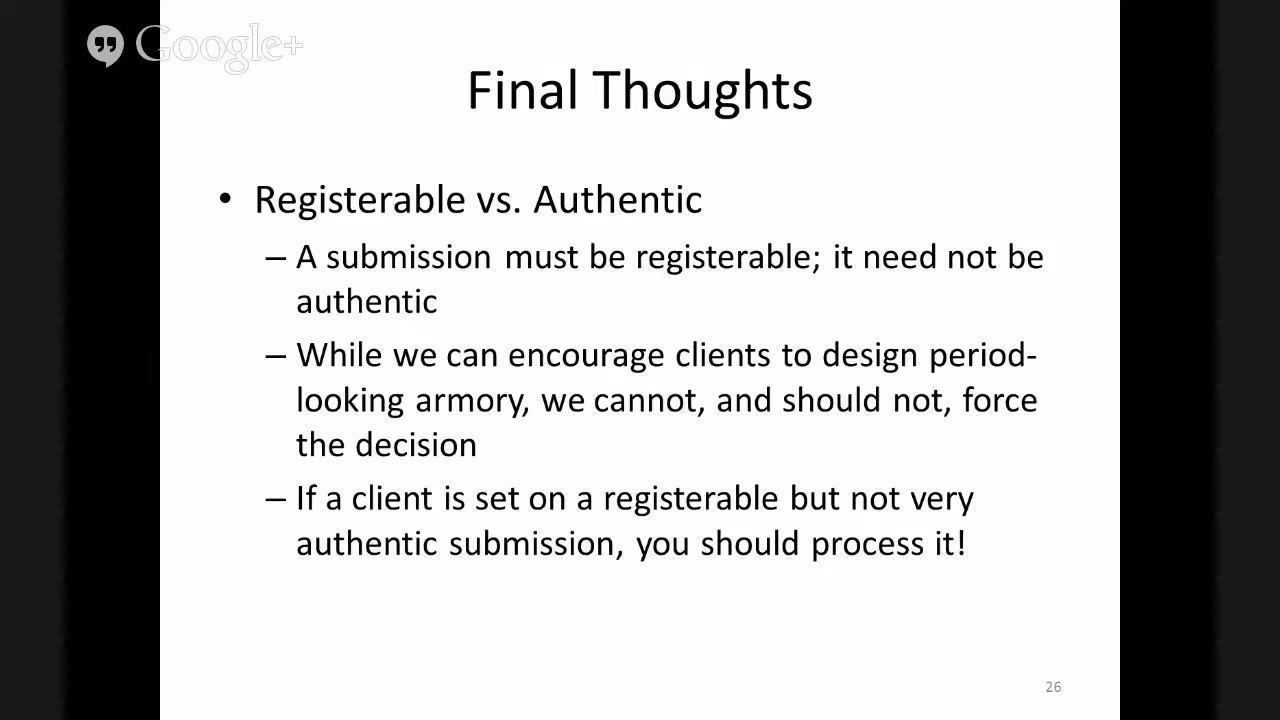 Google+
Final Thoughts
• Registerable vs. Authentic
– A submission must be registerable; it need not be
authentic
– While we can encourage clients to design period-
looking armory, we cannot, and should not, force
the decision
– If a client is set on a registerable but not very
authentic submission, you should process it!
26